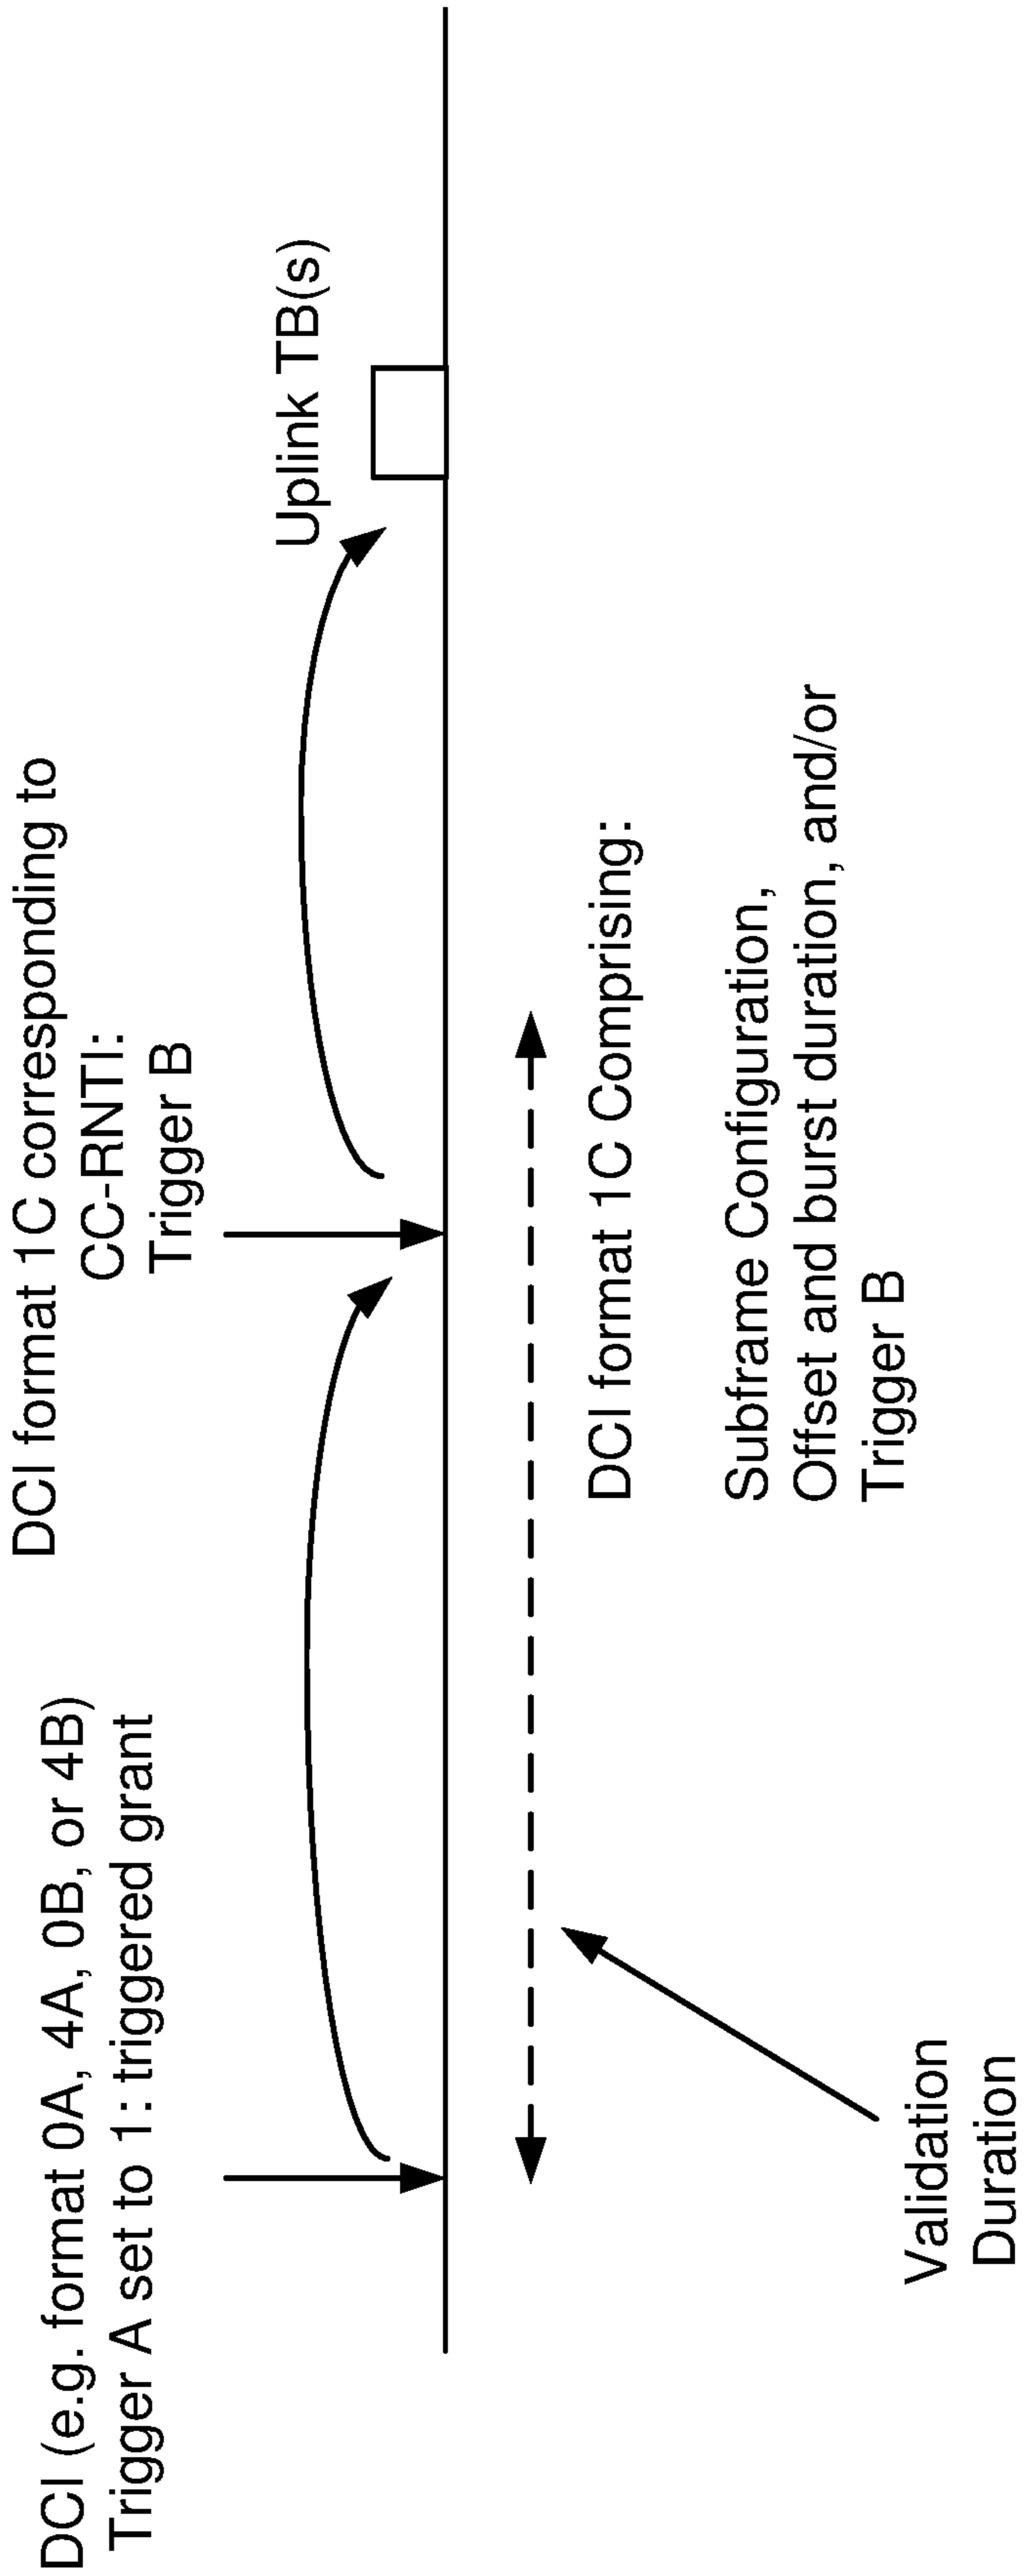 DCI (e.g. format 0A, 4A, 0B, or 4B)
Trigger A set to 1: triggered grant
DCI format 1C corresponding to
CC-RNTI:
Trigger B
Uplink TB(s)
Validation
Duration
DCI format 1C Comprising:
Subframe Configuration,
Offset and burst duration, and/or
Trigger B